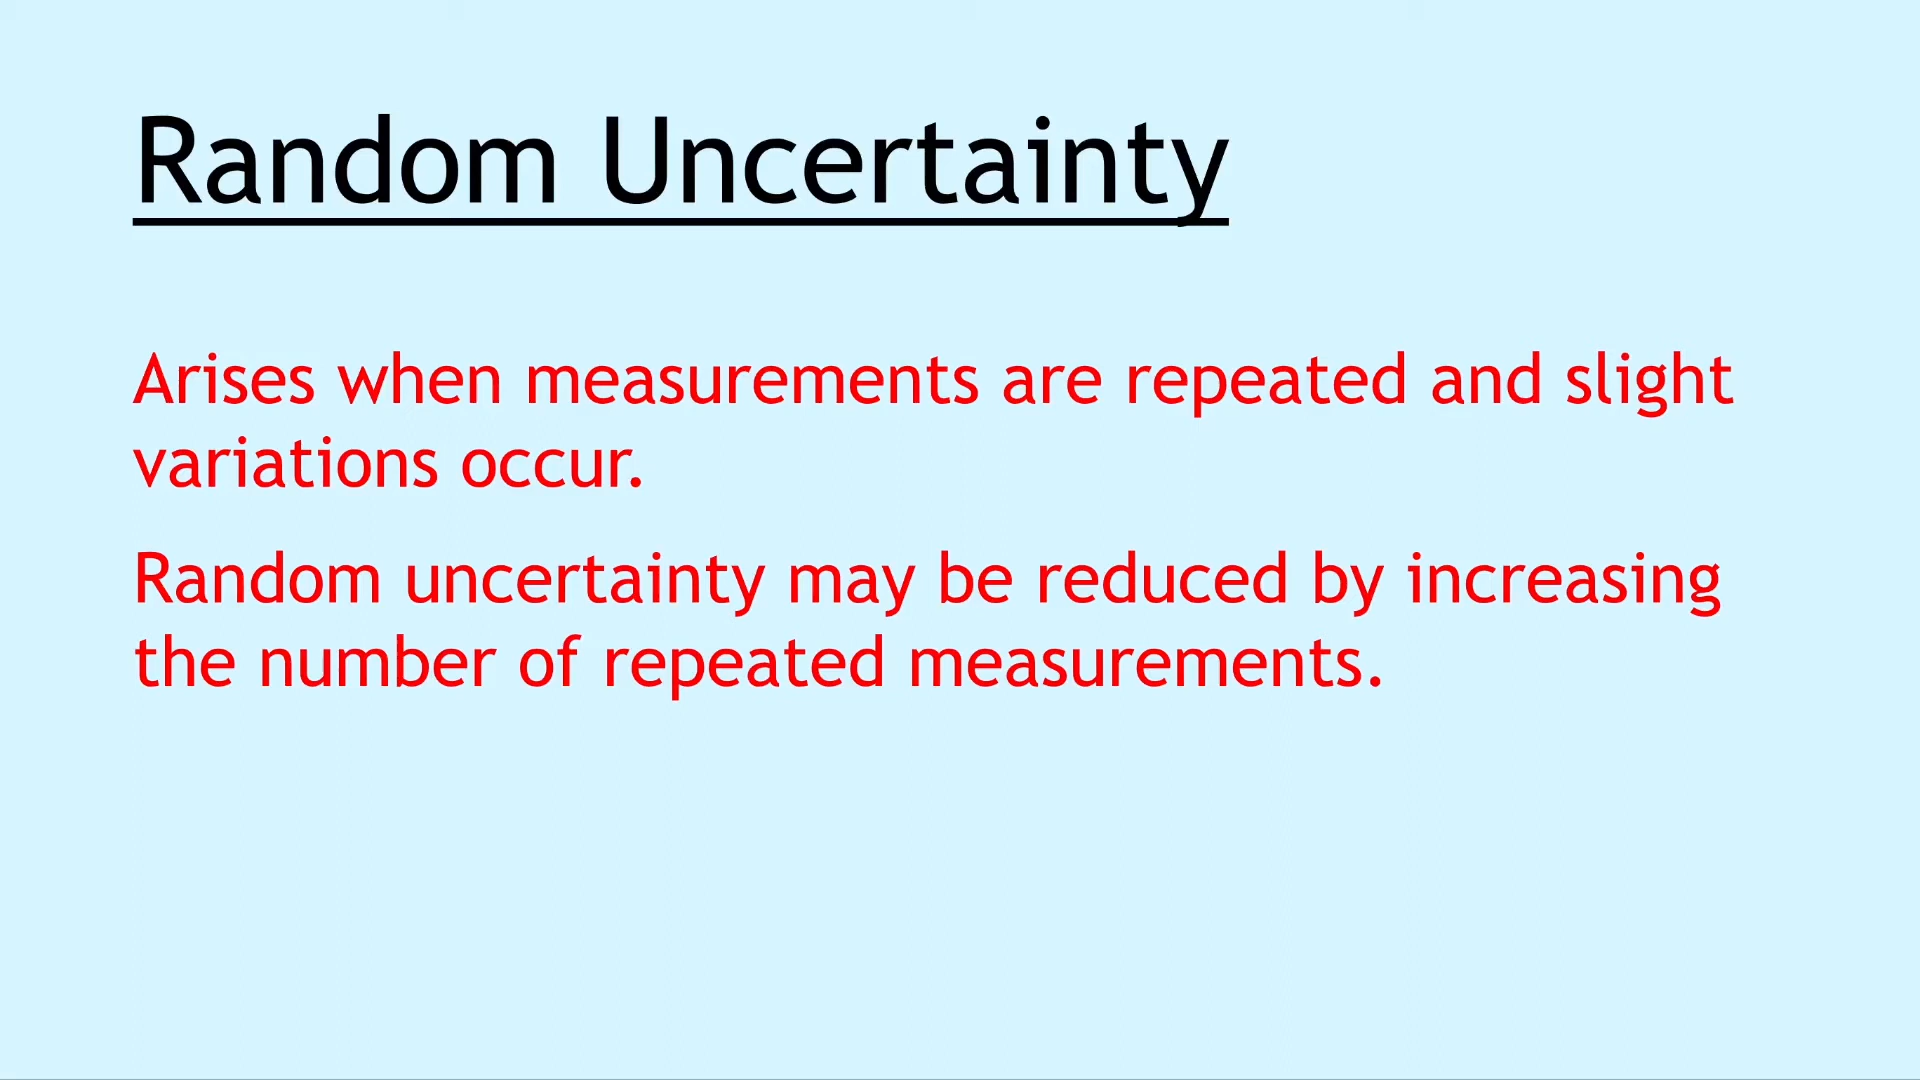 Random Uncertainty
Arises when measurements are repeated and slight
variations occur.
Random uncertainty may be reduced by increasing
the number of repeated measurements.